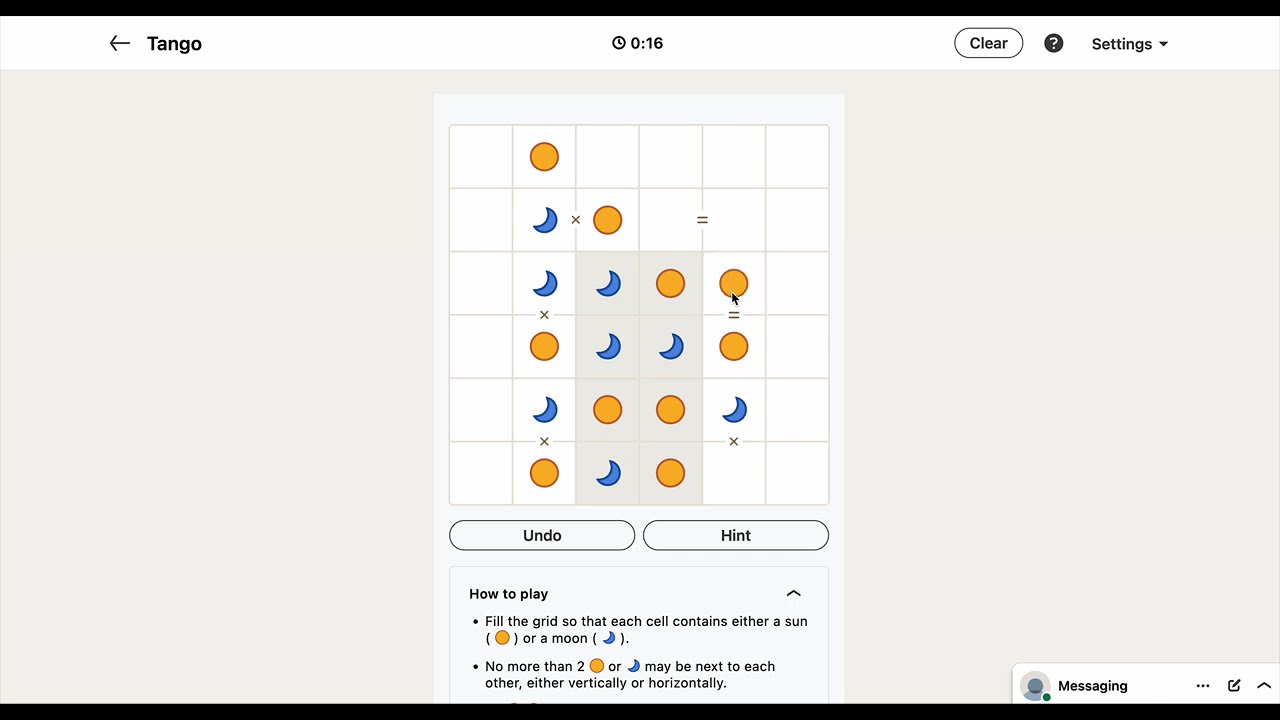 Tango
0:16
Clear
?
Settings
×
=
×
=
×
×
Undo
Hint
How to play
• Fill the grid so that each cell contains either a sun
( ) or a moon ( ).
• No more than 2 or may be next to each
other, either vertically or horizontally.
Messaging